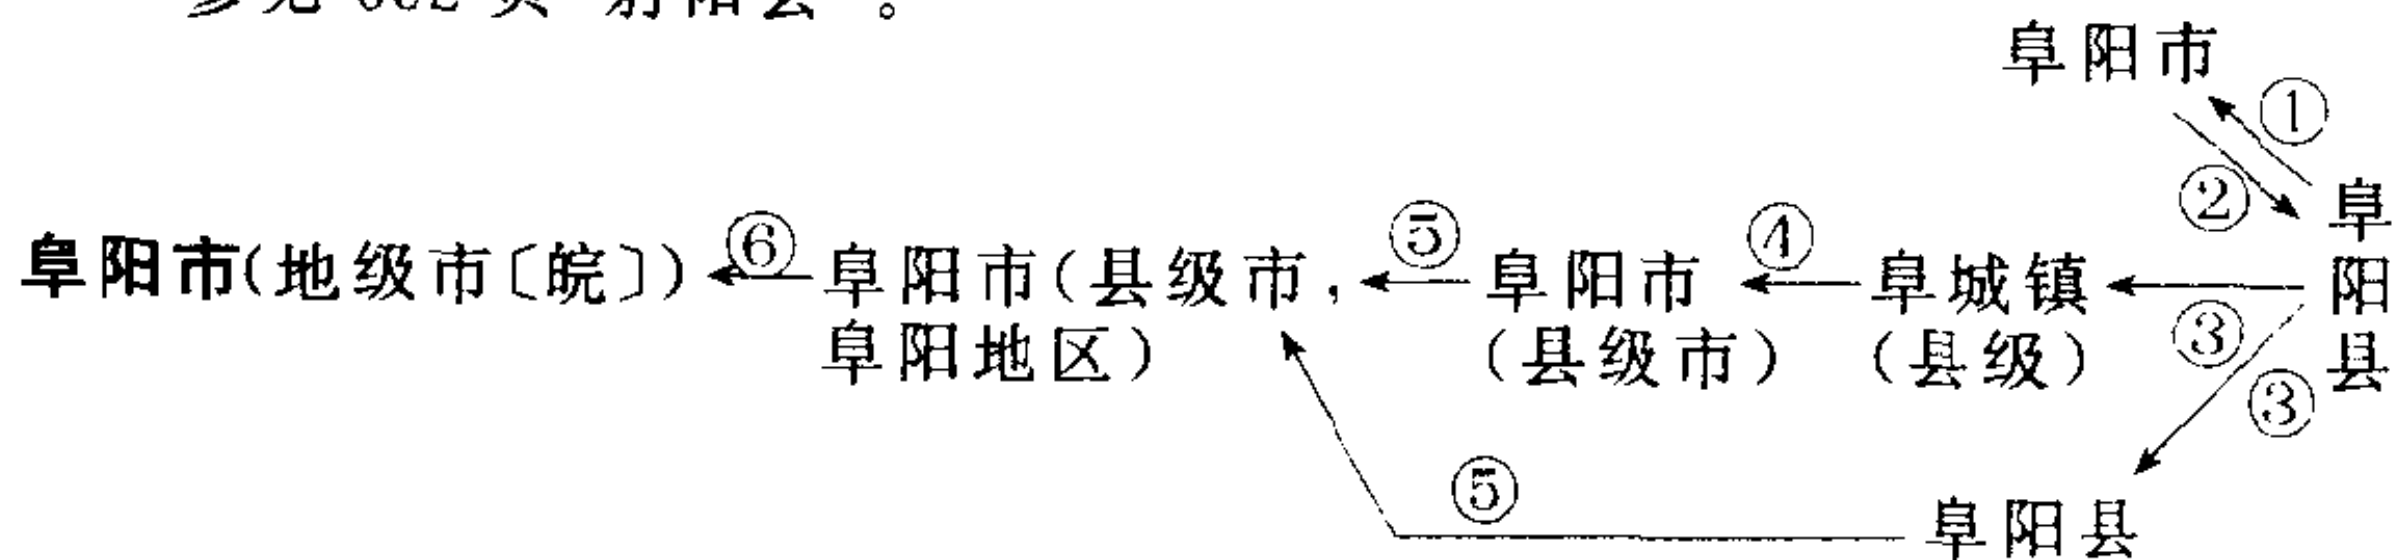 阜阳市
①
②
阜阳县
阜阳市(地级市〔皖〕) ⑥ 阜阳市(县级市, ⑤ 阜阳市 ④ 阜城镇
阜阳地区) (县级市) (县级) ③
③
⑤
阜阳县